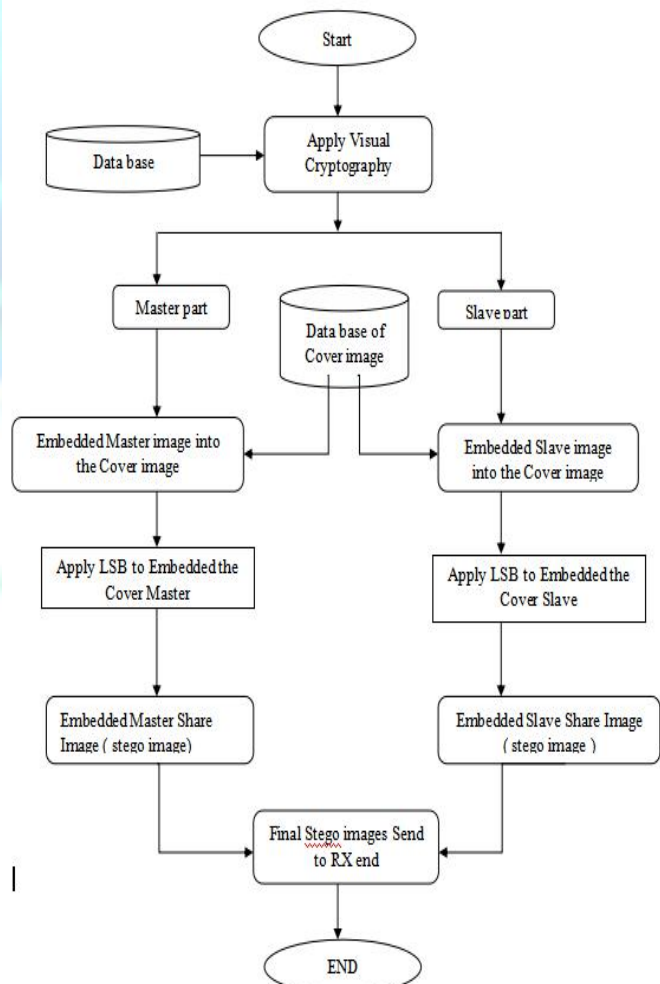 Start
Data base
Apply Visual
Cryptography
Master part
Data base of
Cover image
Slave part
Embedded Master image into
the Cover image
Embedded Slave image
into the Cover image
Apply LSB to Embedded the
Cover Master
Apply LSB to Embedded the
Cover Slave
Embedded Master Share
Image ( stego image)
Embedded Slave Share Image
( stego image )
Final Stego images Send
to RX end
END